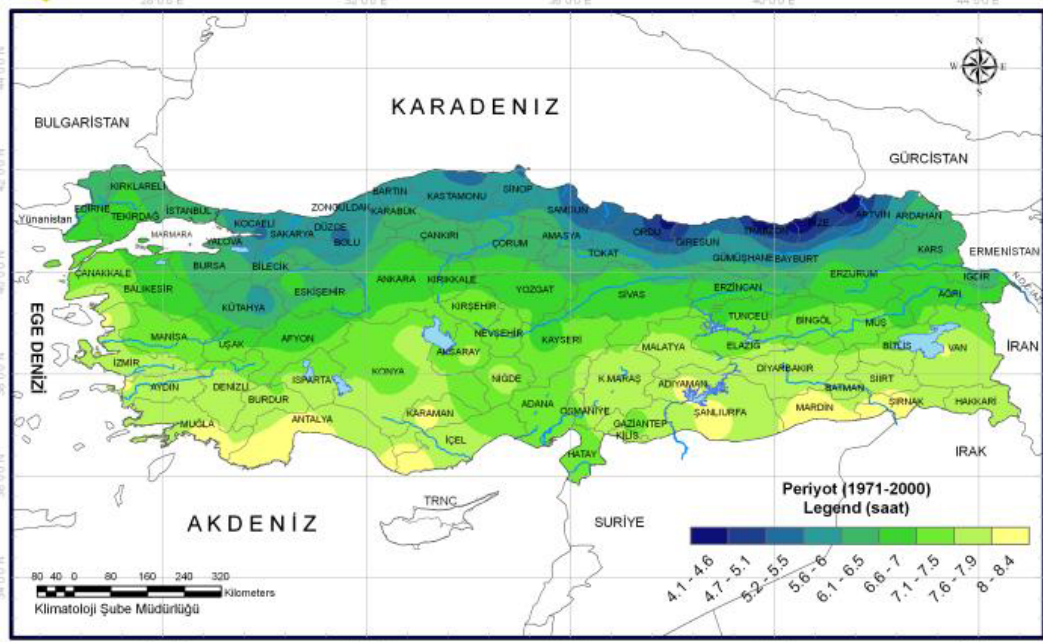 BULGARİSTAN
KARADENIZ
GÜRCİSTAN
KIRKLARELİ
EDİRNE
TEKİRDAĞ
İSTANBUL
Yünanistan
MARMARA
KOCAELİ
YALOVA
SAKARYA
DÜZCE
ZONGULDAK
BOLU
BARTIN
KARABÜK
KASTAMONU
SİNOP
SAMSUN
ORDU
GİRESUN
TRABZON
RİZE
ARTVİN
ARDAHAN
ERMENİSTAN
ÇANKIRI
ÇORUM
AMASYA
TOKAT
GÜMÜŞHANE
BAYBURT
KARS
ÇANAKKALE
BURSA
BİLECİK
BALIKESİR
ESKİŞEHİR
ANKARA
KIRIKKALE
YOZGAT
SİVAS
ERZİNCAN
ERZURUM
IĞDIR
AĞRI
EGE DENİZİ
KÜTAHYA
KIRŞEHİR
NEVŞEHİR
KAYSERİ
TUNCELİ
BİNGÖL
MUŞ
MANİSA
UŞAK
AFYON
AKSARAY
MALATYA
ELAZIĞ
BİTLİS
VAN
İRAN
İZMİR
AYDIN
DENİZLİ
ISPARTA
KONYA
NİĞDE
K.MARAŞ
ADIYAMAN
DİYARBAKIR
BATMAN
SİİRT
BURDUR
MUĞLA
ANTALYA
KARAMAN
ADANA
OSMANİYE
GAZİANTEP
KİLİS
ŞANLIURFA
MARDİN
ŞIRNAK
HAKKARİ
İÇEL
HATAY
IRAK
TRNC
SURİYE
AKDENİZ
Periyot (1971-2000)
Legend (saat)
4.1 - 4.6
4.7 - 5.1
5.2 - 5.5
5.6 - 6
6.1 - 6.5
6.6 - 7
7.1 - 7.5
7.6 - 7.9
8 - 8.4
80 40 0 80 160 240 320
Kilometers
Klimatoloji Şube Müdürlüğü
N
W
E
S